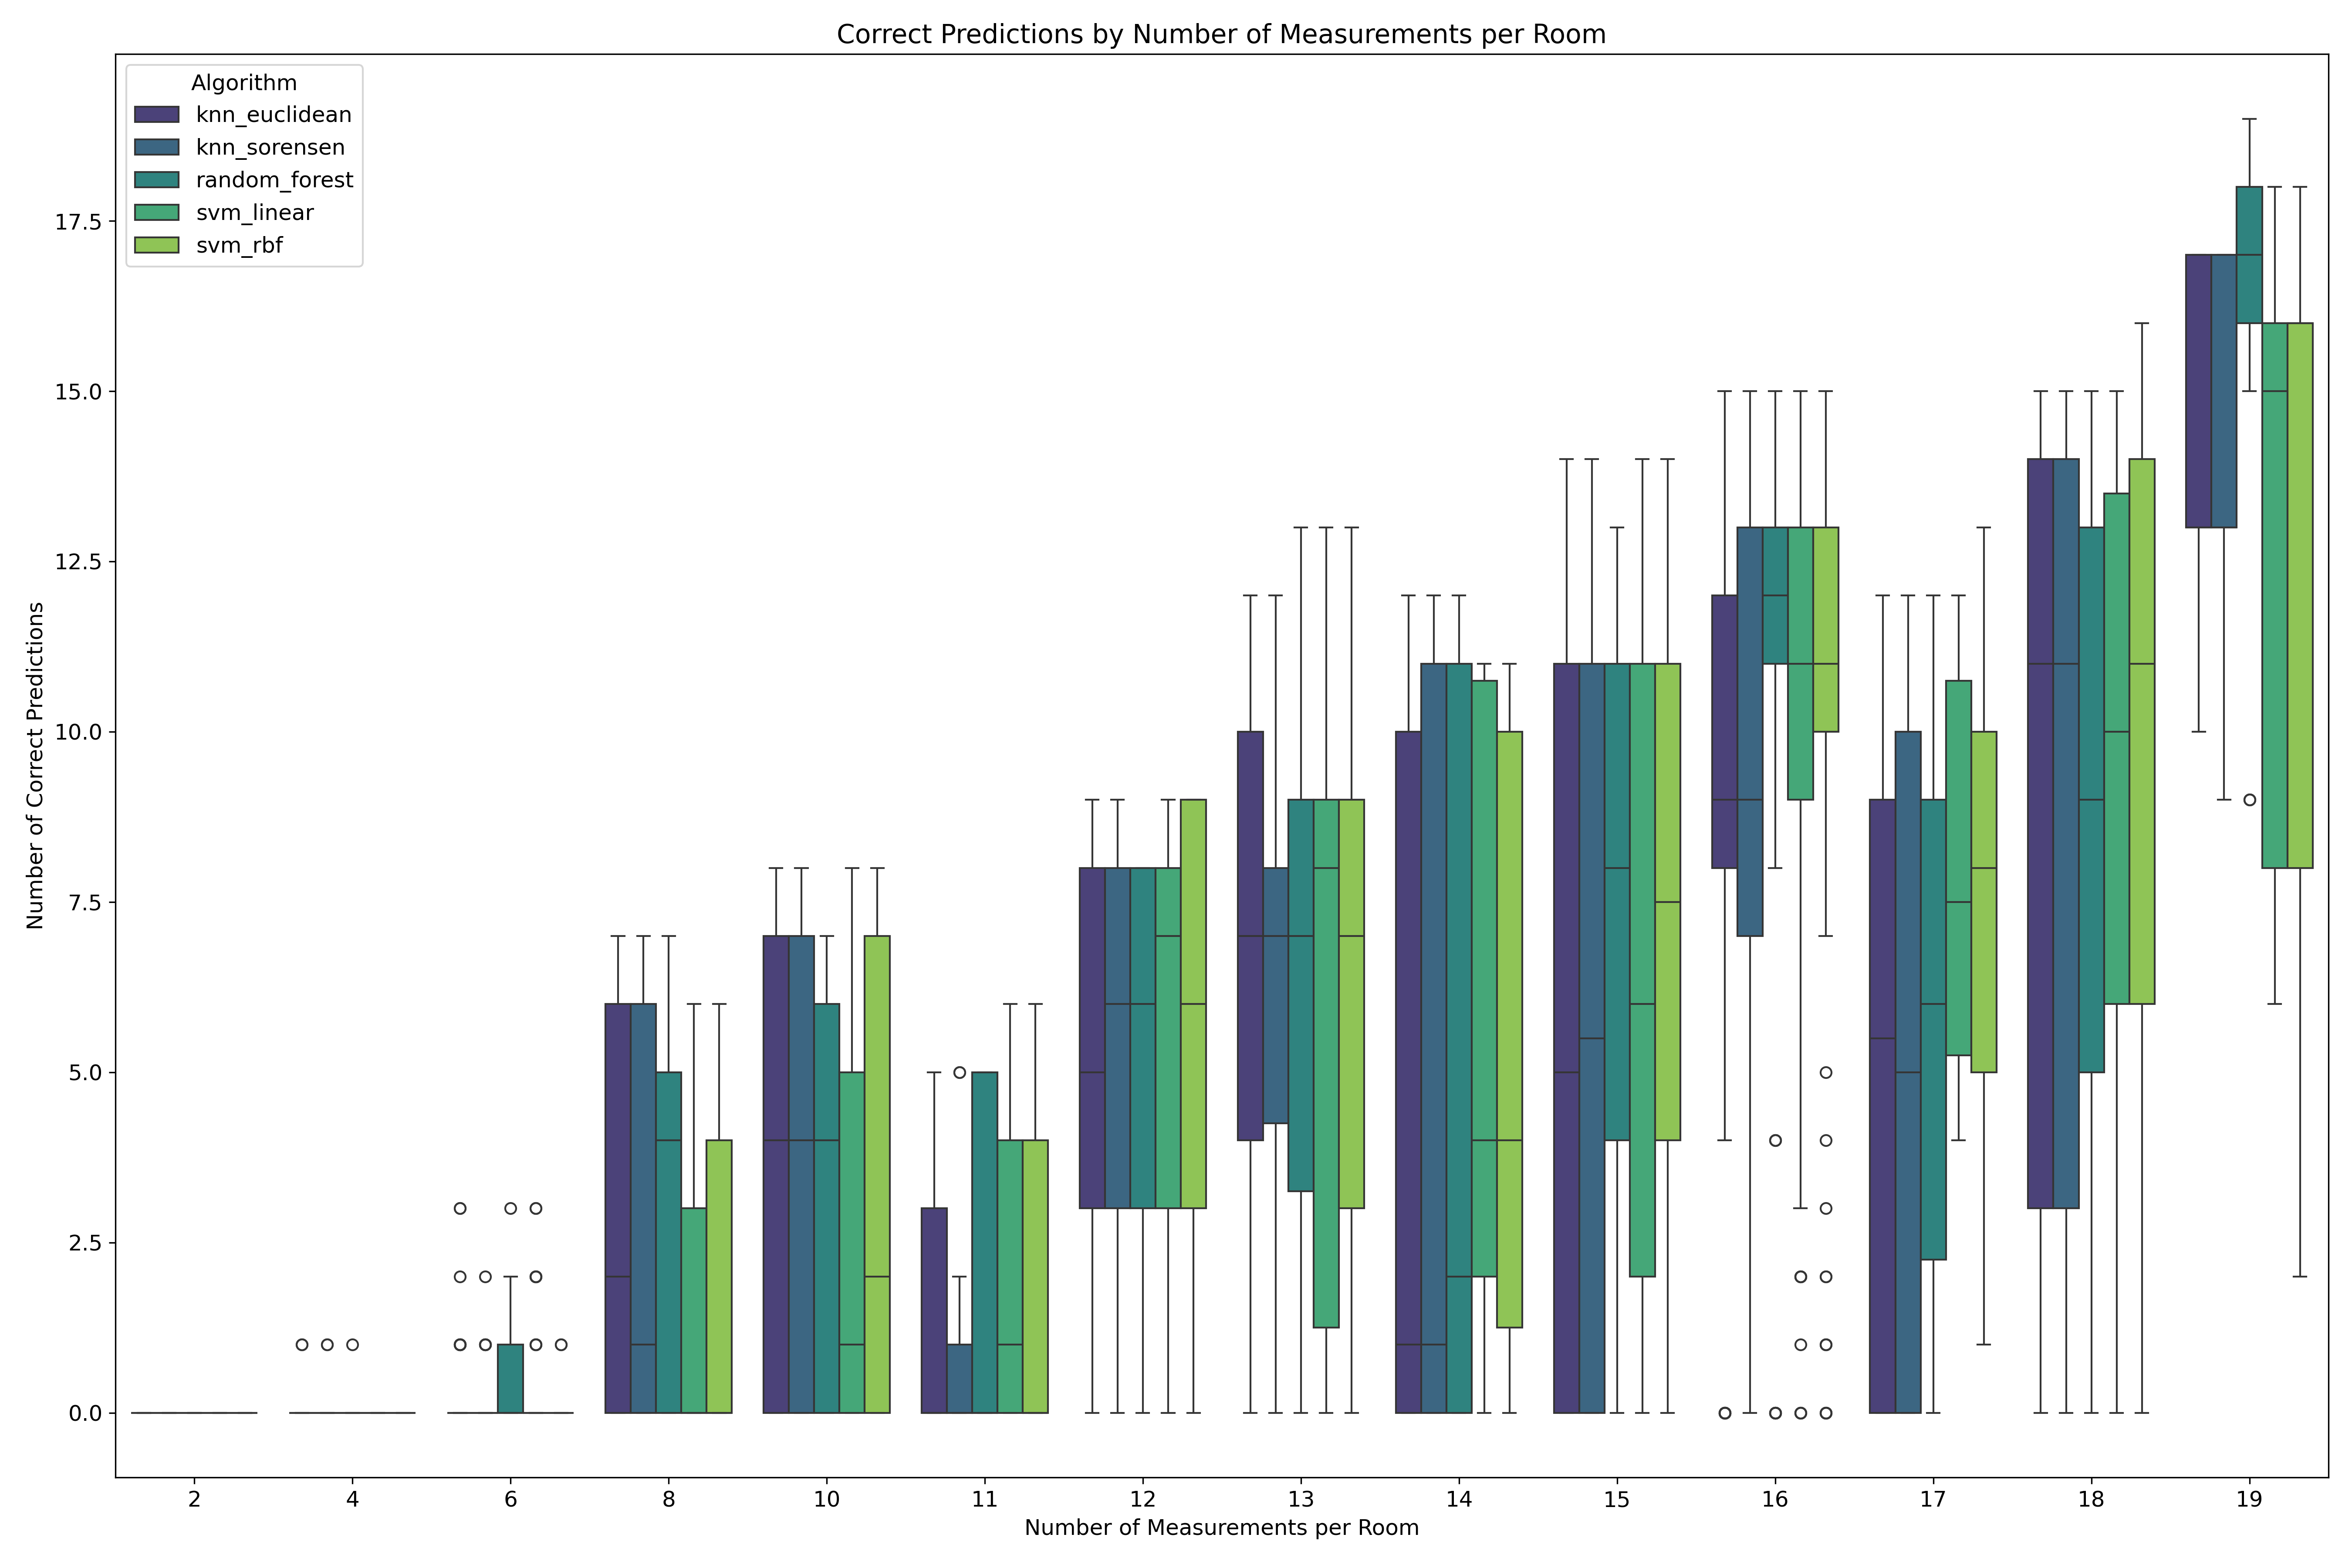 Correct Predictions by Number of Measurements per Room
Algorithm
knn_euclidean
knn_sorensen
random_forest
svm_linear
svm_rbf
17.5
15.0
12.5
10.0
7.5
5.0
2.5
0.0
Number of Correct Predictions
2 4 6 8 10 11 12 13 14 15 16 17 18 19
Number of Measurements per Room